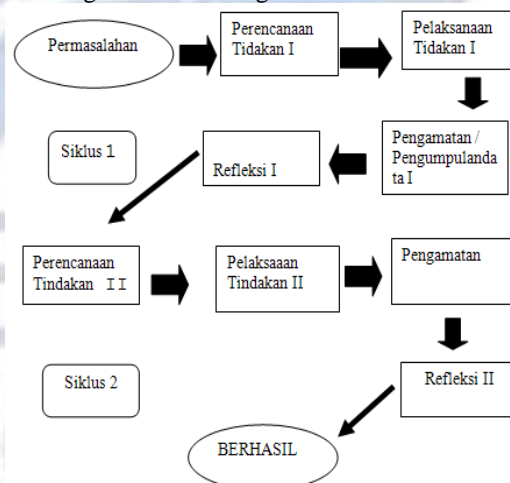 Permasalahan
Perencanaan
Tidakan I
Pelaksanaan
Tidakan I
Siklus 1
Refleksi I
Pengamatan /
Pengumpulanda
ta I
Perencanaan
Tindakan II
Pelaksaaan
Tindakan II
Pengamatan
Siklus 2
Refleksi II
BERHASIL